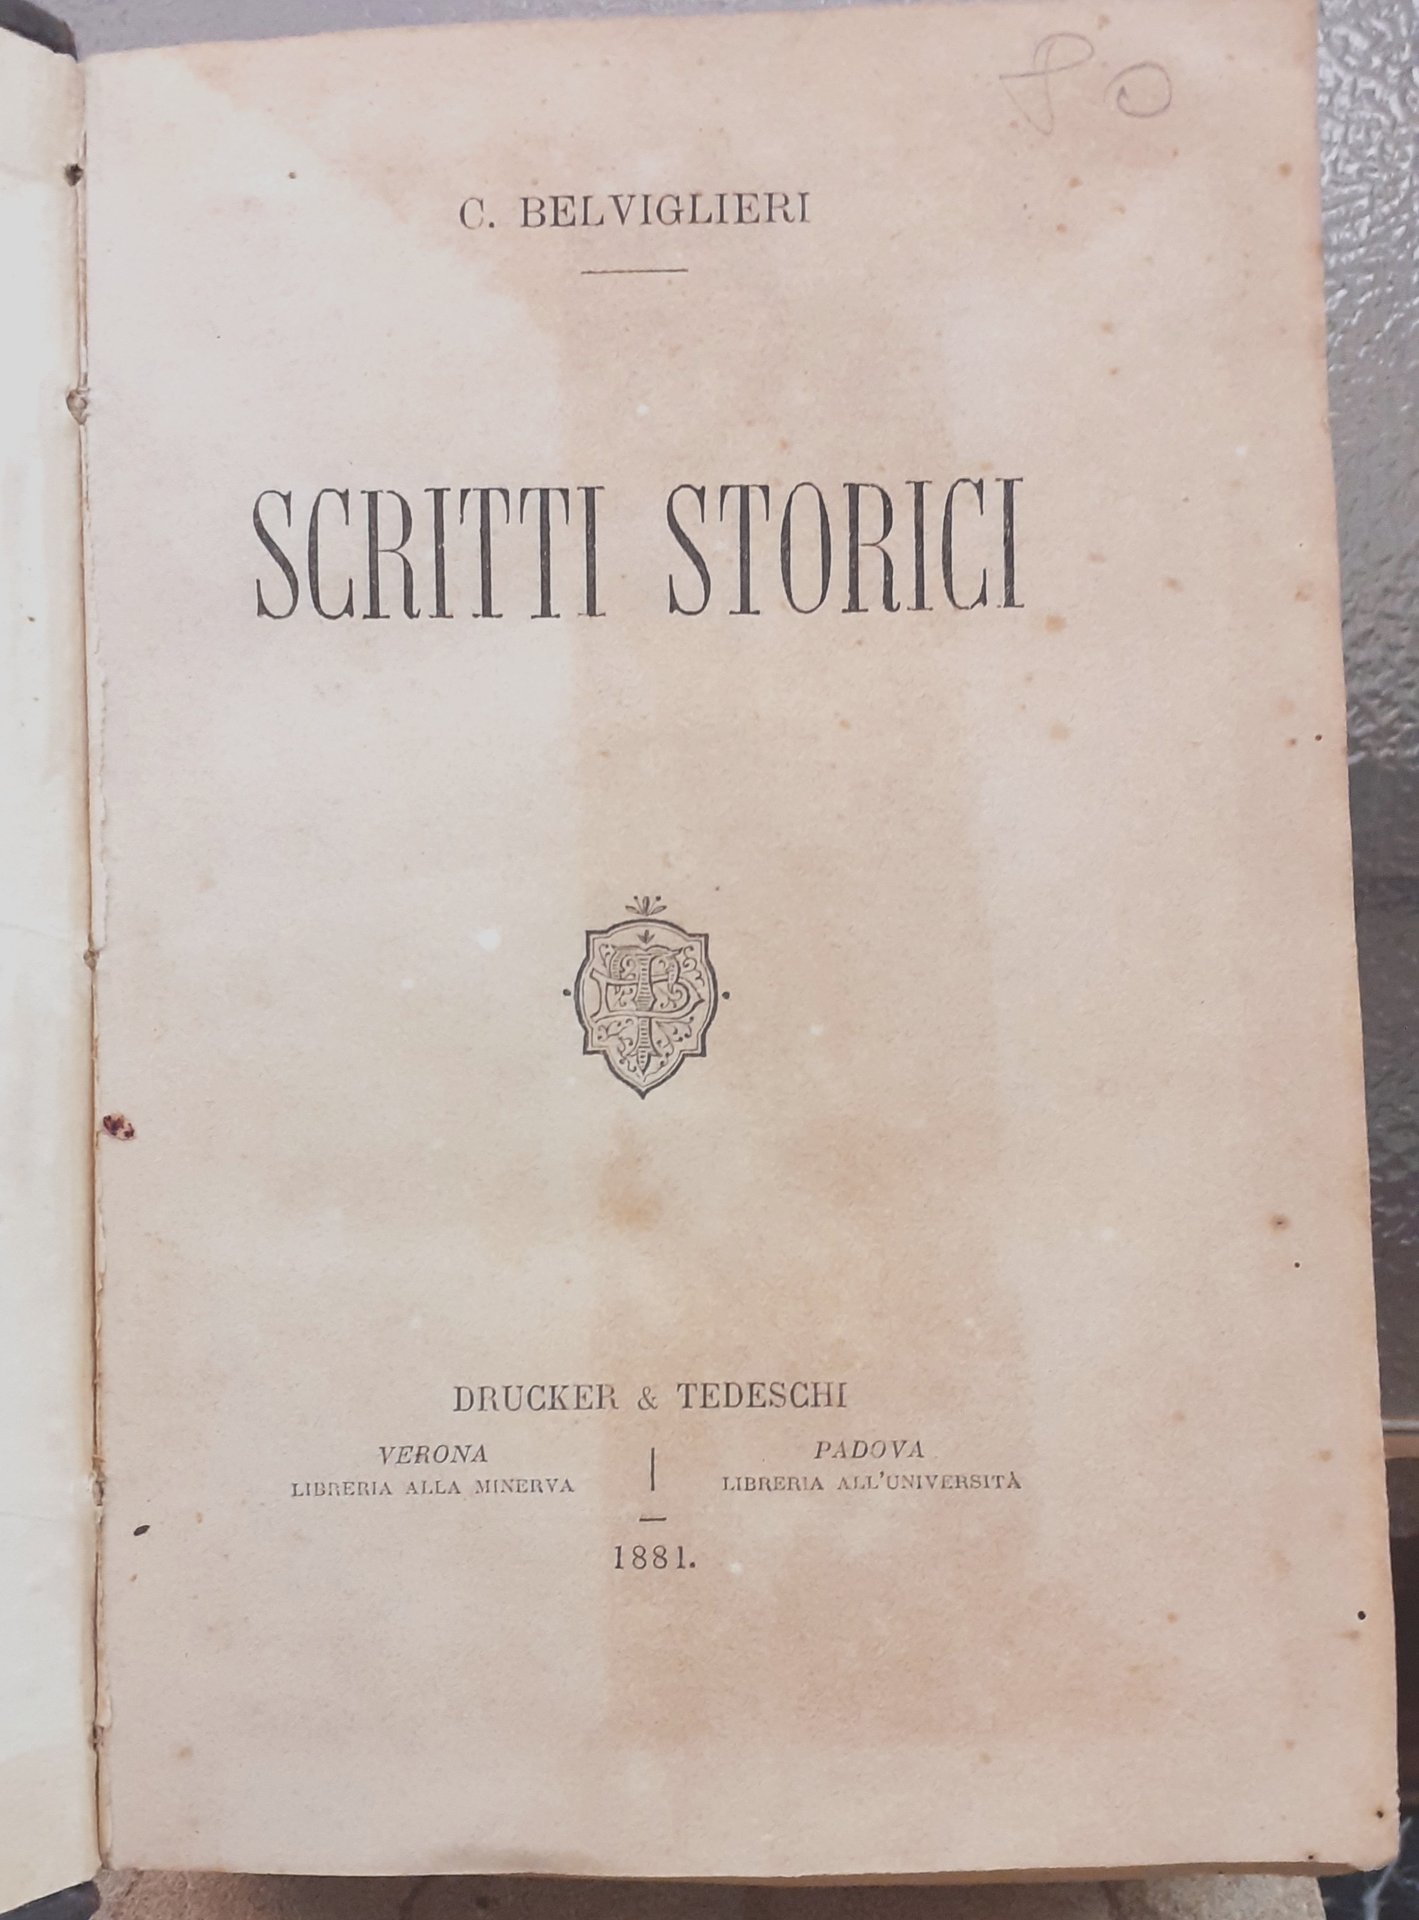 C. BELVIGLIERI
SCRITTI STORICI
DRUCKER & TEDESCHI
VERONA
LIBRERIA ALLA MINERVA
PADOVA
LIBRERIA ALL'UNIVERSITÀ
1881.